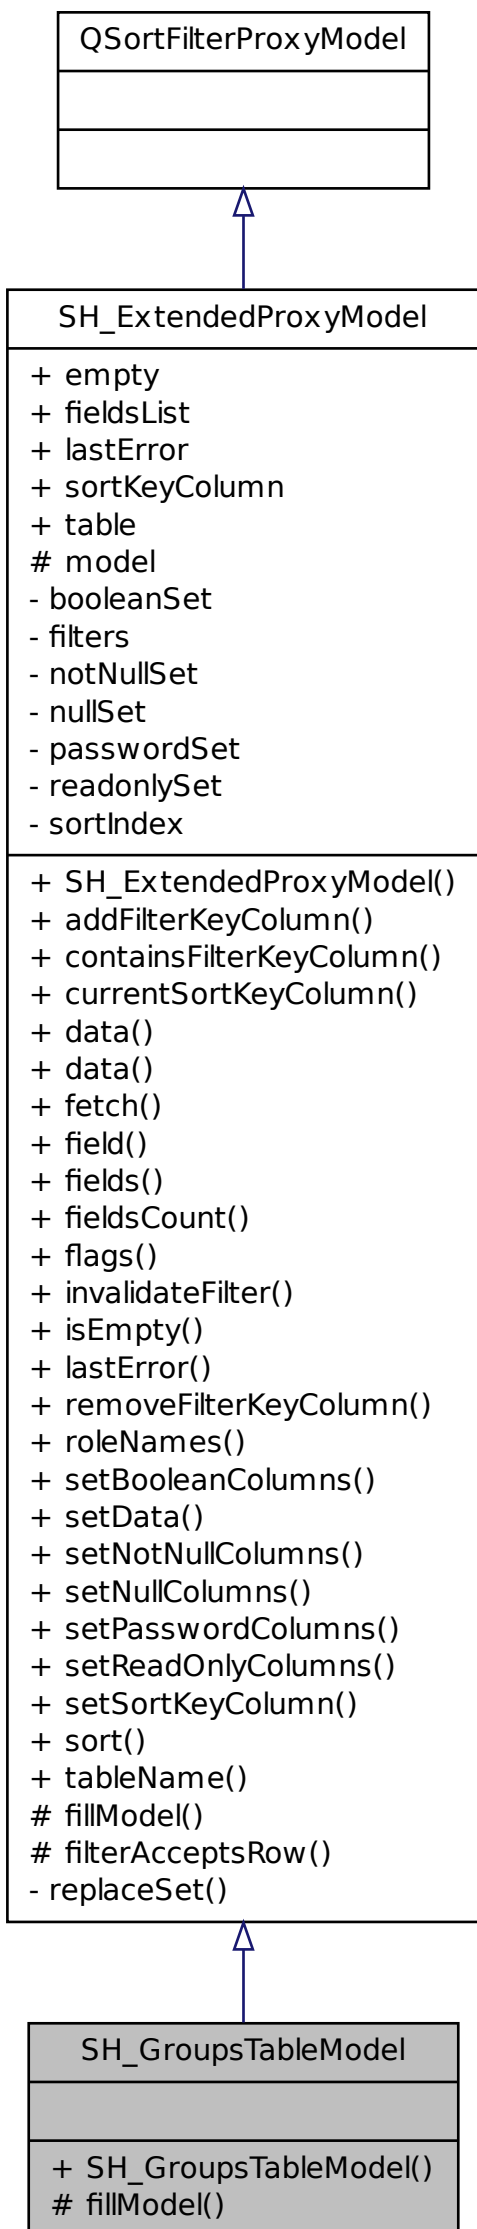 QSortFilterProxyModel
SH_ExtendedProxyModel
+ empty
+ fieldsList
+ lastError
+ sortKeyColumn
+ table
# model
- booleanSet
- filters
- notNullSet
- nullSet
- passwordSet
- readonlySet
- sortIndex
+ SH_ExtendedProxyModel()
+ addFilterKeyColumn()
+ containsFilterKeyColumn()
+ currentSortKeyColumn()
+ data()
+ data()
+ fetch()
+ field()
+ fields()
+ fieldsCount()
+ flags()
+ invalidateFilter()
+ isEmpty()
+ lastError()
+ removeFilterKeyColumn()
+ roleNames()
+ setBooleanColumns()
+ setData()
+ setNotNullColumns()
+ setNullColumns()
+ setPasswordColumns()
+ setReadOnlyColumns()
+ setSortKeyColumn()
+ sort()
+ tableName()
# fillModel()
# filterAcceptsRow()
- replaceSet()
SH_GroupsTableModel
+ SH_GroupsTableModel()
# fillModel()